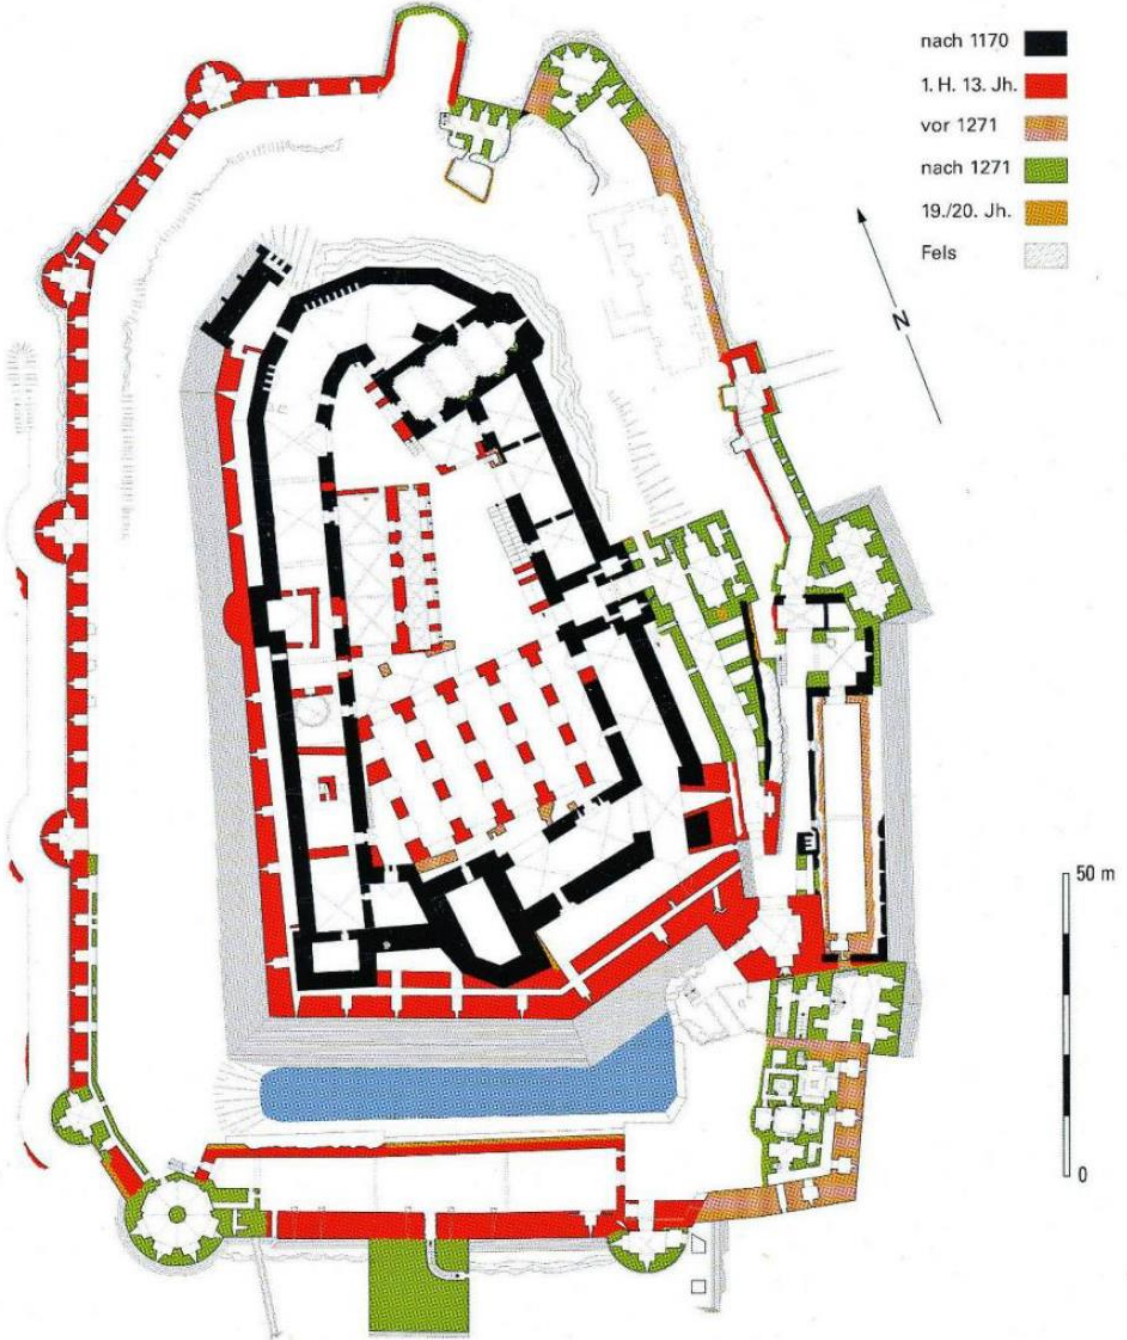 nach 1170
1. H. 13. Jh.
vor 1271
nach 1271
19./20. Jh.
Fels
N
50 m
0